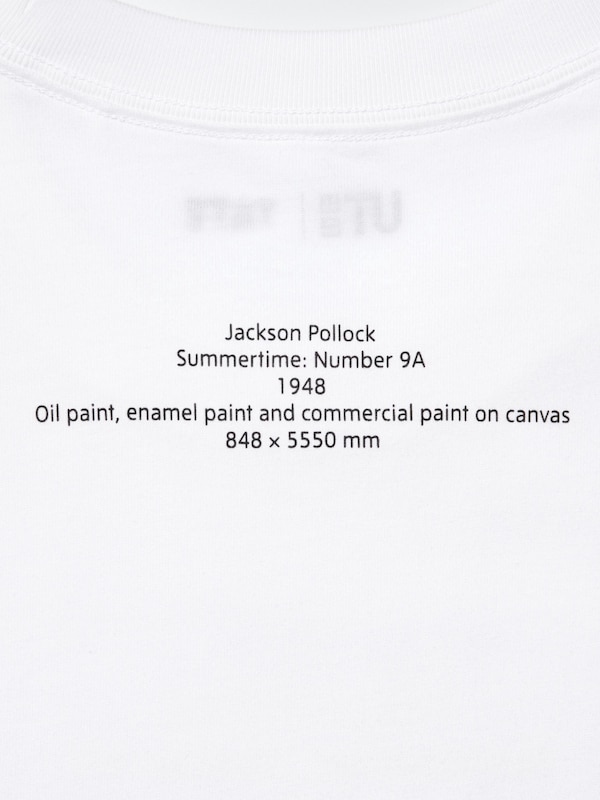 Jackson Pollock
Summertime: Number 9A
1948
Oil paint, enamel paint and commercial paint on canvas
848 × 5550 mm